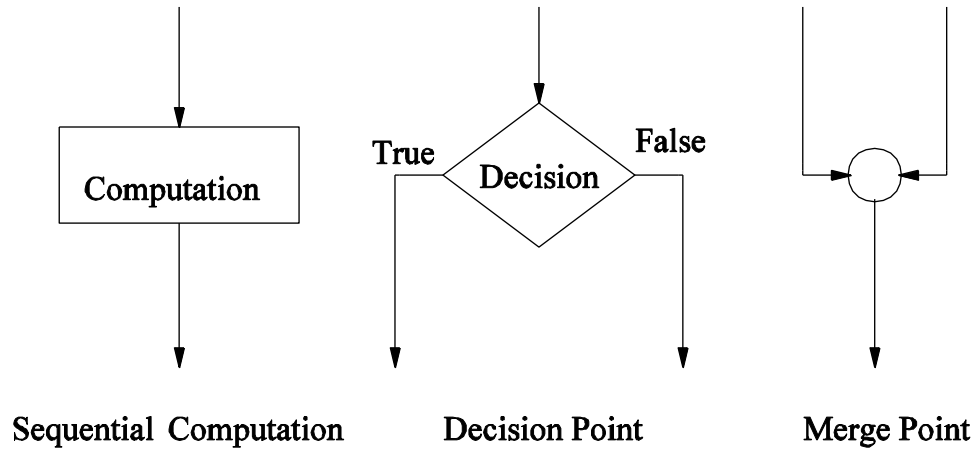 Computation
True
Decision
False
Sequential Computation
Decision Point
Merge Point